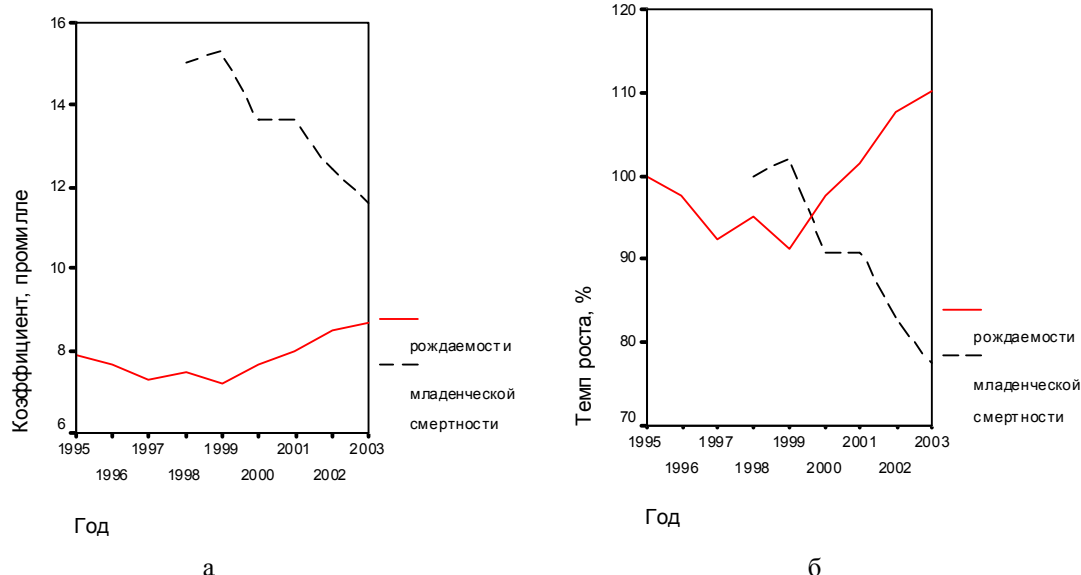 16
14
12
10
8
6
Коэффициент, промилле
1995
1997
1999
2001
2003
1996
1998
2000
2002
Год
рождаемости
младенческой
смертности
а
120
110
100
90
80
70
Темп роста, %
1995
1997
1999
2001
2003
1996
1998
2000
2002
Год
рождаемости
младенческой
смертности
б